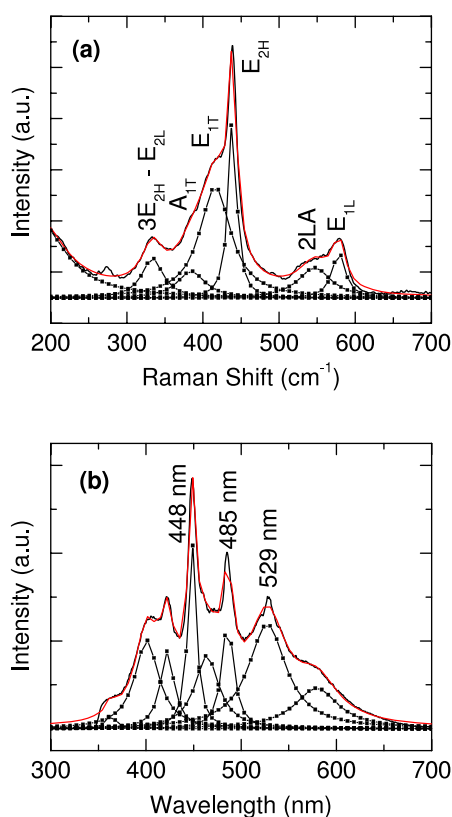 (a)
Intensity (a.u.)
3E2H - E2L
A1T
E1T
E2H
2LA
E1L
200 300 400 500 600 700
Raman Shift (cm-1)
(b)
Intensity (a.u.)
448 nm
485 nm
529 nm
300 400 500 600 700
Wavelength (nm)